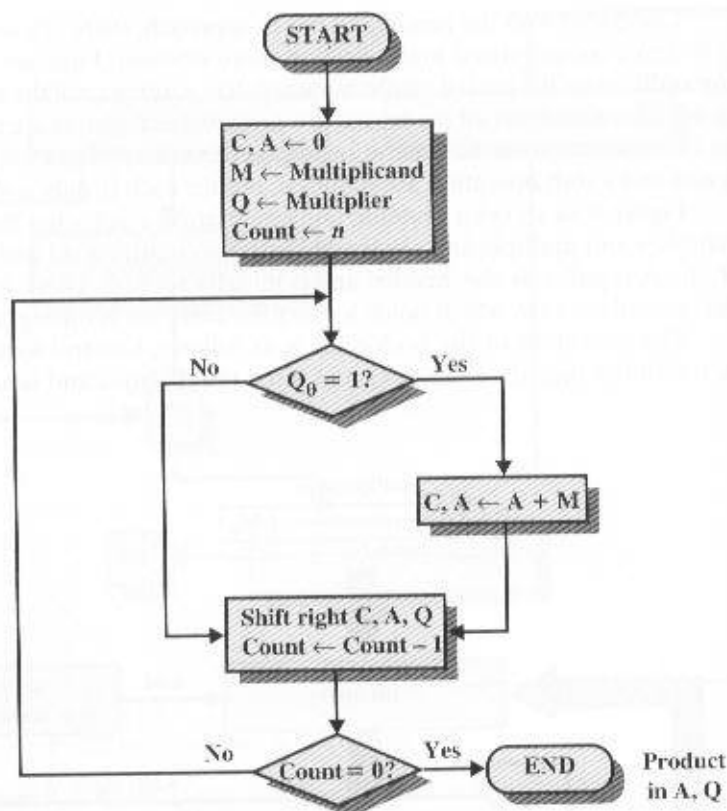 START
C, A ← 0
M ← Multiplicand
Q ← Multiplier
Count ← n
No
Q₀ = 1?
Yes
C, A ← A + M
Shift right C, A, Q
Count ← Count – 1
No
Count = 0?
Yes
END
Product
in A, Q